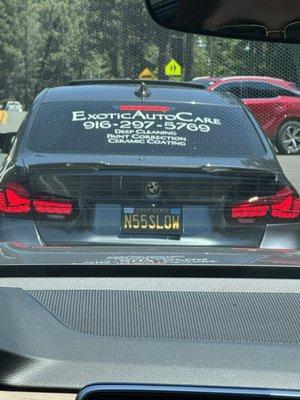 ExoticAutoCare
916-297-5769
Deep Cleaning
Paint Correction
Ceramic Coating
N55SLOW